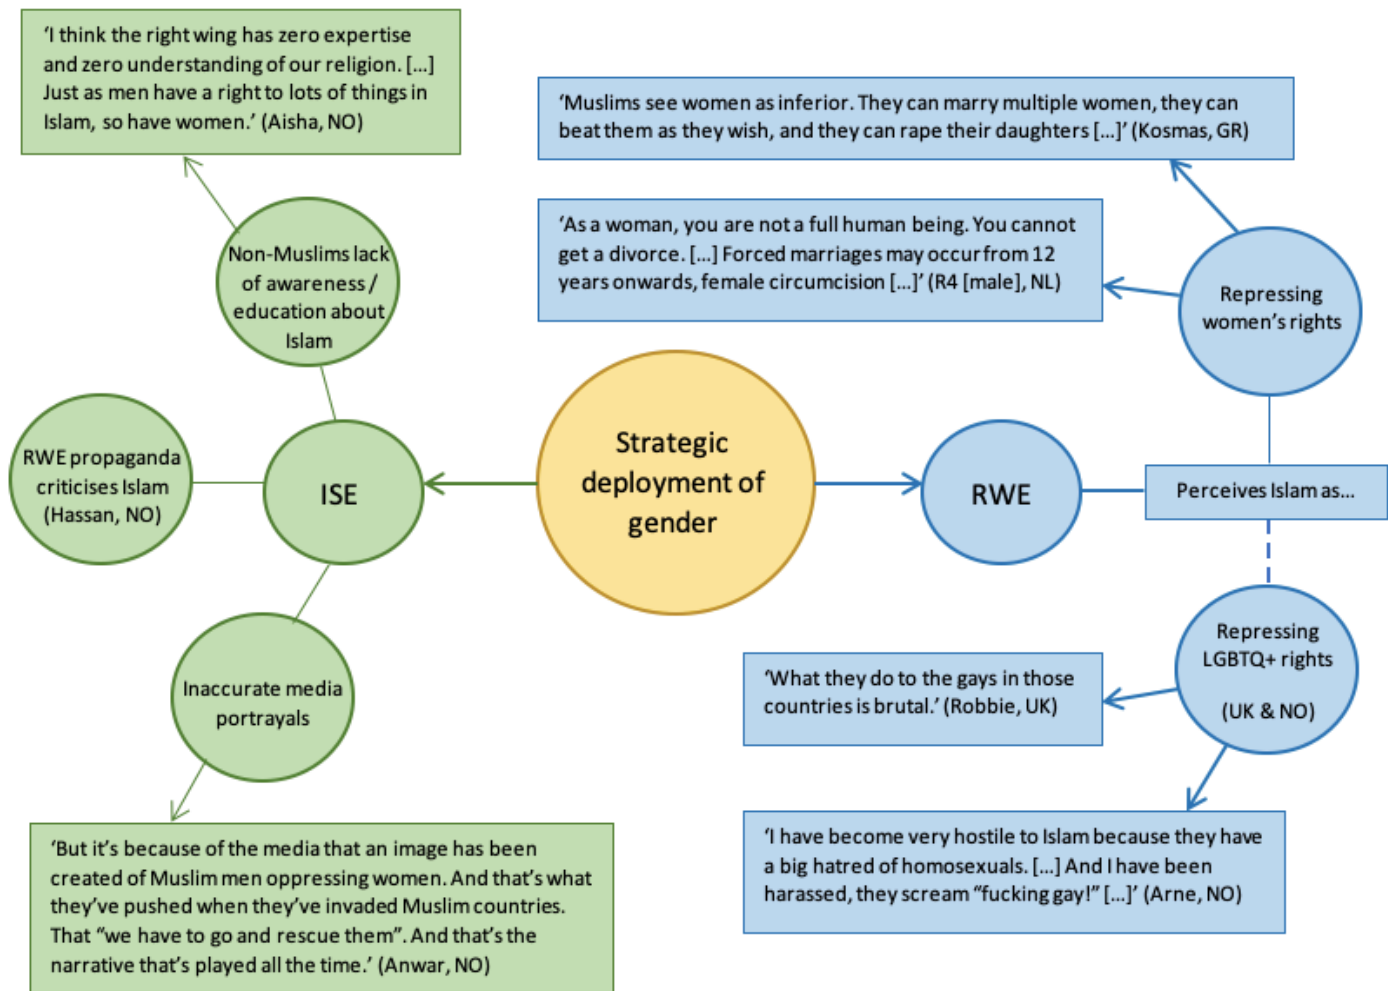 ‘I think the right wing has zero expertise
and zero understanding of our religion. […]
Just as men have a right to lots of things in
Islam, so have women.’ (Aisha, NO)
‘Muslims see women as inferior. They can marry multiple women, they can
beat them as they wish, and they can rape their daughters […]’ (Kosmas, GR)
‘As a woman, you are not a full human being. You cannot
get a divorce. […] Forced marriages may occur from 12
years onwards, female circumcision […]’ (R4 [male], NL)
Non-Muslims lack
of awareness /
education about
Islam
Repressing
women’s rights
RWE propaganda
criticises Islam
(Hassan, NO)
ISE
Strategic
deployment of
gender
RWE
Perceives Islam as…
Inaccurate media
portrayals
Repressing
LGBTQ+ rights
(UK & NO)
‘What they do to the gays in those
countries is brutal.’ (Robbie, UK)
‘But it’s because of the media that an image has been
created of Muslim men oppressing women. And that’s what
they’ve pushed when they’ve invaded Muslim countries.
That “we have to go and rescue them”. And that’s the
narrative that’s played all the time.’ (Anwar, NO)
‘I have become very hostile to Islam because they have
a big hatred of homosexuals. […] And I have been
harassed, they scream “fucking gay!” […]’ (Arne, NO)